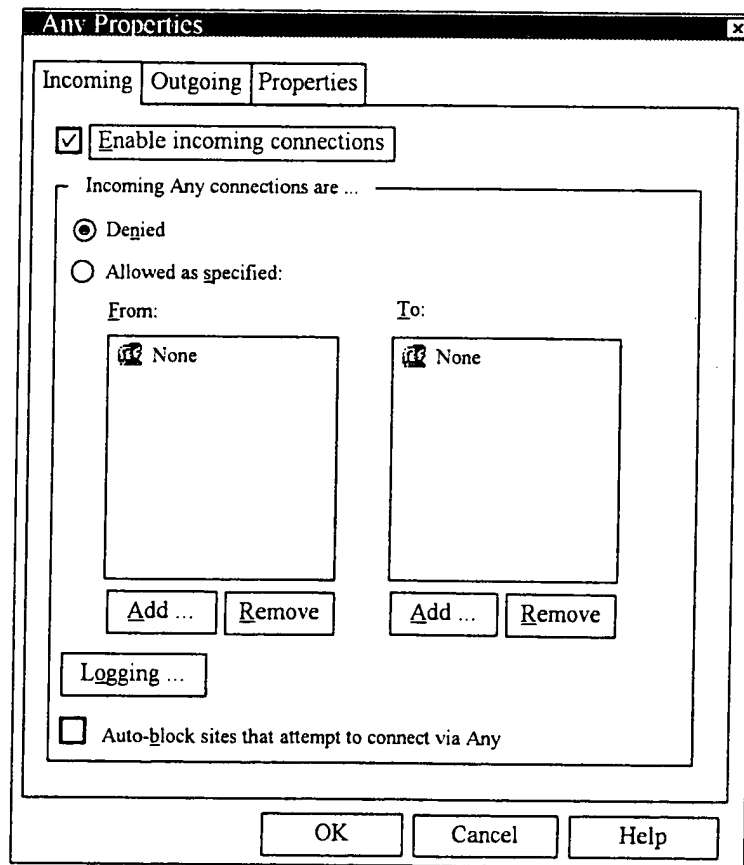 Any Properties
Incoming Outgoing Properties
Enable incoming connections
Incoming Any connections are ...
Denied
Allowed as specified:
From: To:
None None
Add ... Remove Add ... Remove
Logging ...
Auto-block sites that attempt to connect via Any
OK Cancel Help